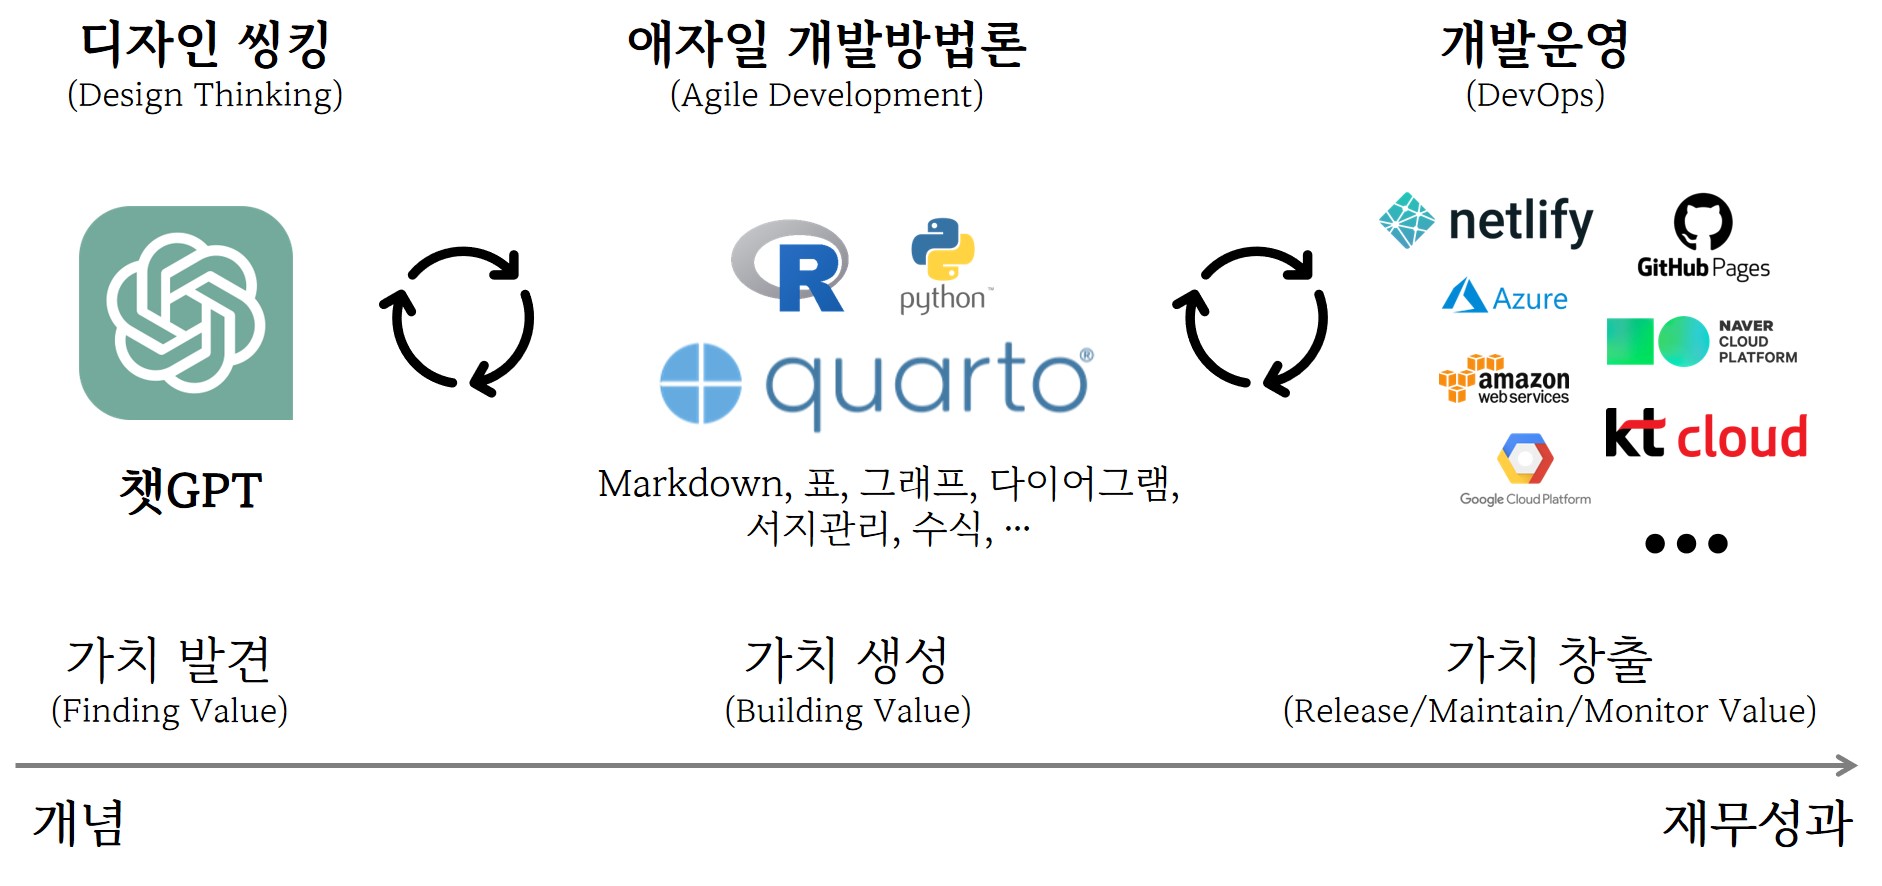 디자인 씽킹
(Design Thinking)
애자일 개발방법론
(Agile Development)
개발운영
(DevOps)
챗GPT
R
python™
quarto®
Markdown, 표, 그래프, 다이어그램,
서지관리, 수식, ···
netlify
GitHub Pages
Azure
NAVER
CLOUD
PLATFORM
amazon
web services
kt cloud
Google Cloud Platform
가치 발견
(Finding Value)
가치 생성
(Building Value)
가치 창출
(Release/Maintain/Monitor Value)
개념
재무성과